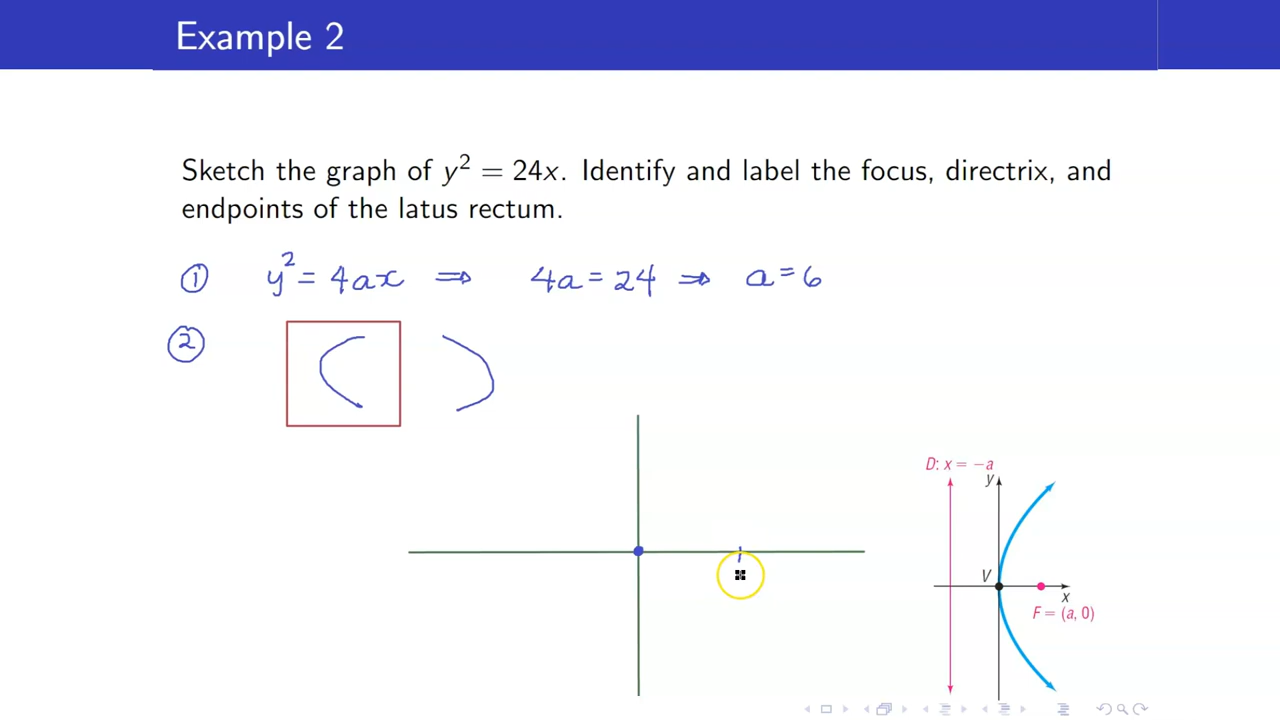 Example 2
Sketch the graph of y² = 24x. Identify and label the focus, directrix, and
endpoints of the latus rectum.
① y² = 4ax ⇒ 4a = 24 ⇒ a = 6
②
D: x = −a
y
V
x
F = (a, 0)